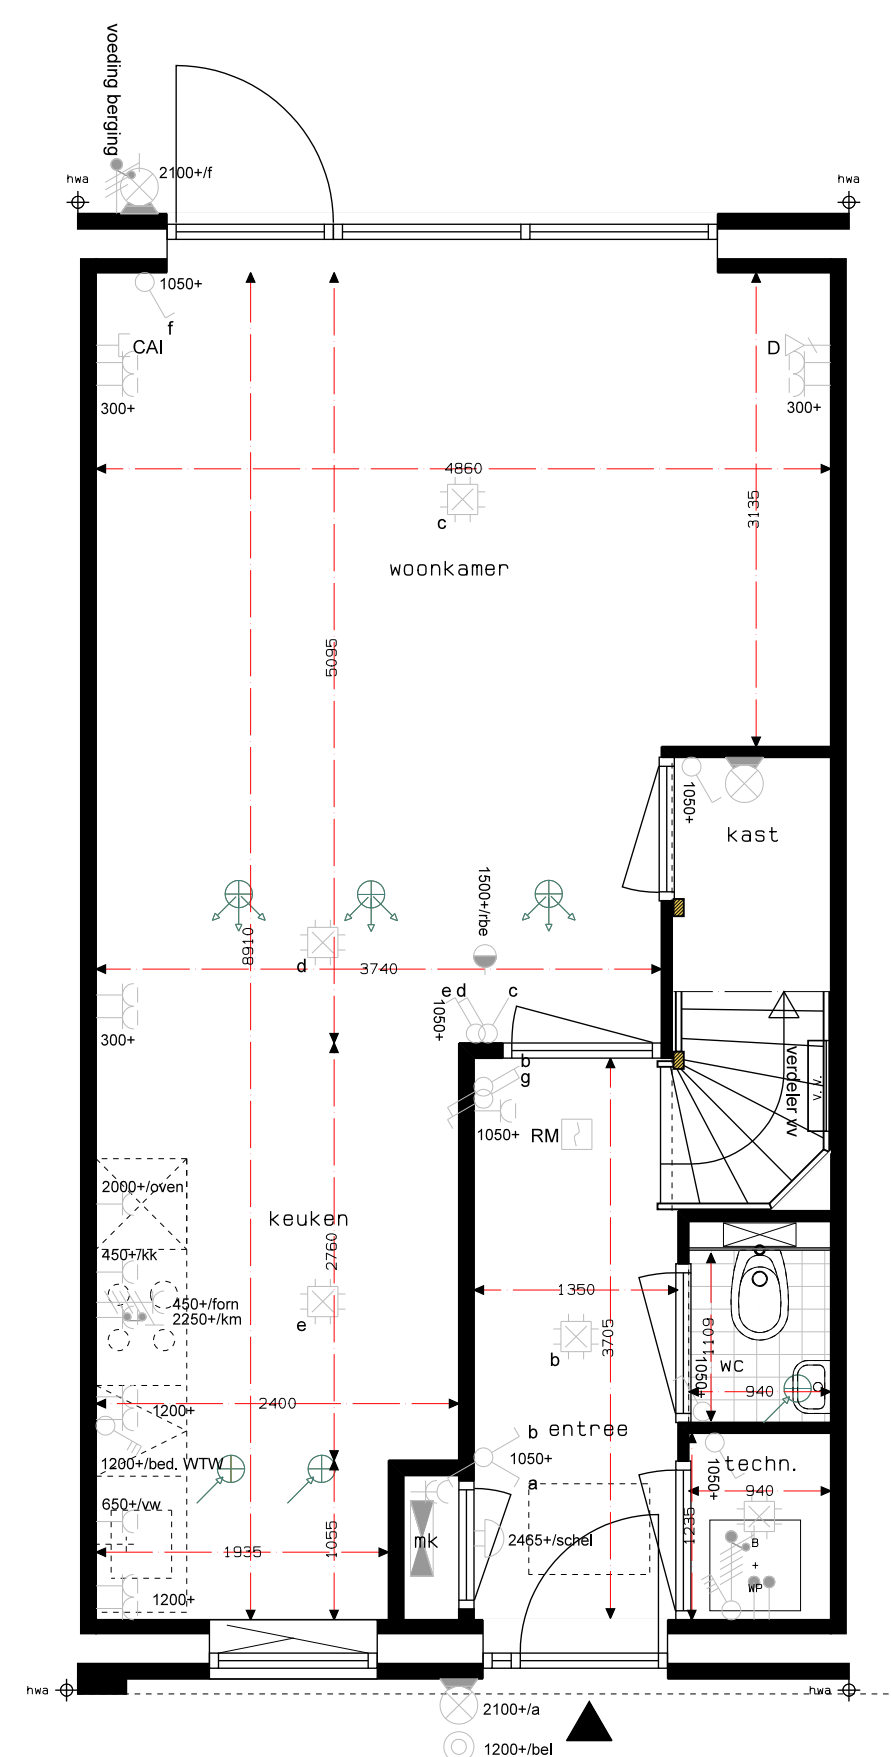 voeding berging
hwa
2100+/f
hwa
1050+
f
CAI
D
300+
300+
4860
3135
c
woonkamer
5095
1050+
kast
1500+/rbe
8910
d
3740
e d
c
1050+
300+
b
g
verdeler vv
v.v.
1050+
RM
2000+/oven
keuken
450+/kk
2760
1350
450+/forn
2250+/km
e
b
3705
1109
wc
1050+
940
2400
1200+
b
entree
1200+/bed. WTW
1050+
a
techn.
1050+
940
650+/vw
1935
1055
mk
2465+/schel
1235
B
+
WP
1200+
hwa
hwa
2100+/a
1200+/bel